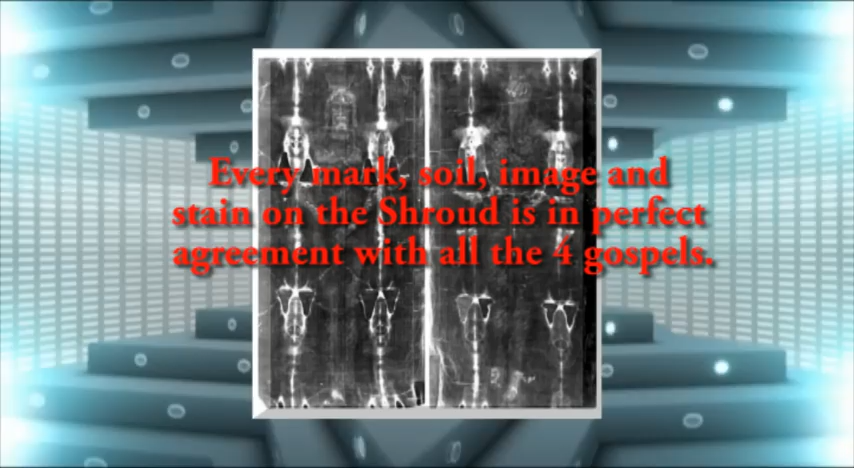 Every mark, soil, image and
stain on the Shroud is in perfect
agreement with all the 4 gospels.